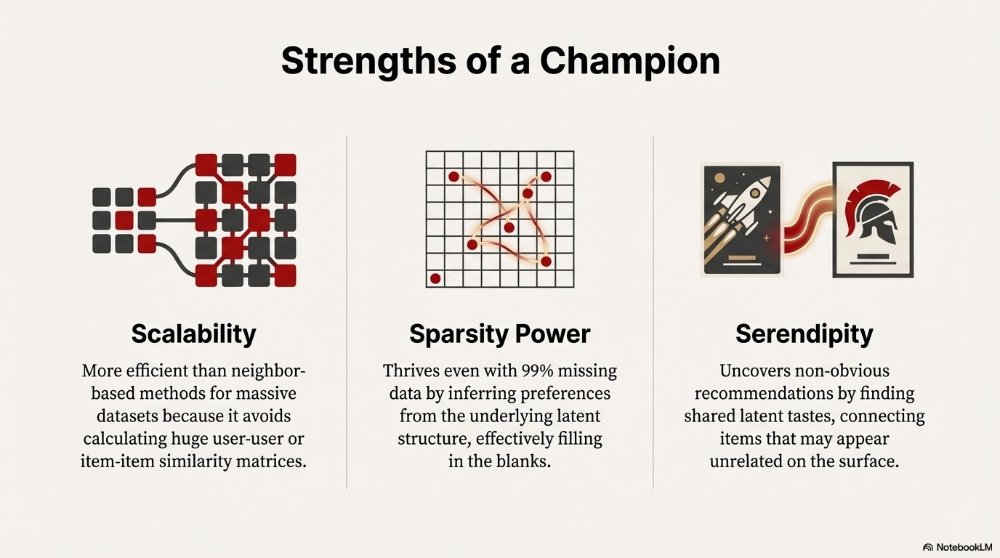 Strengths of a Champion
Scalability
More efficient than neighbor-
based methods for massive
datasets because it avoids
calculating huge user-user or
item-item similarity matrices.
Sparsity Power
Thrives even with 99% missing
data by inferring preferences
from the underlying latent
structure, effectively filling
in the blanks.
Serendipity
Uncovers non-obvious
recommendations by finding
shared latent tastes, connecting
items that may appear
unrelated on the surface.
NotebookLM